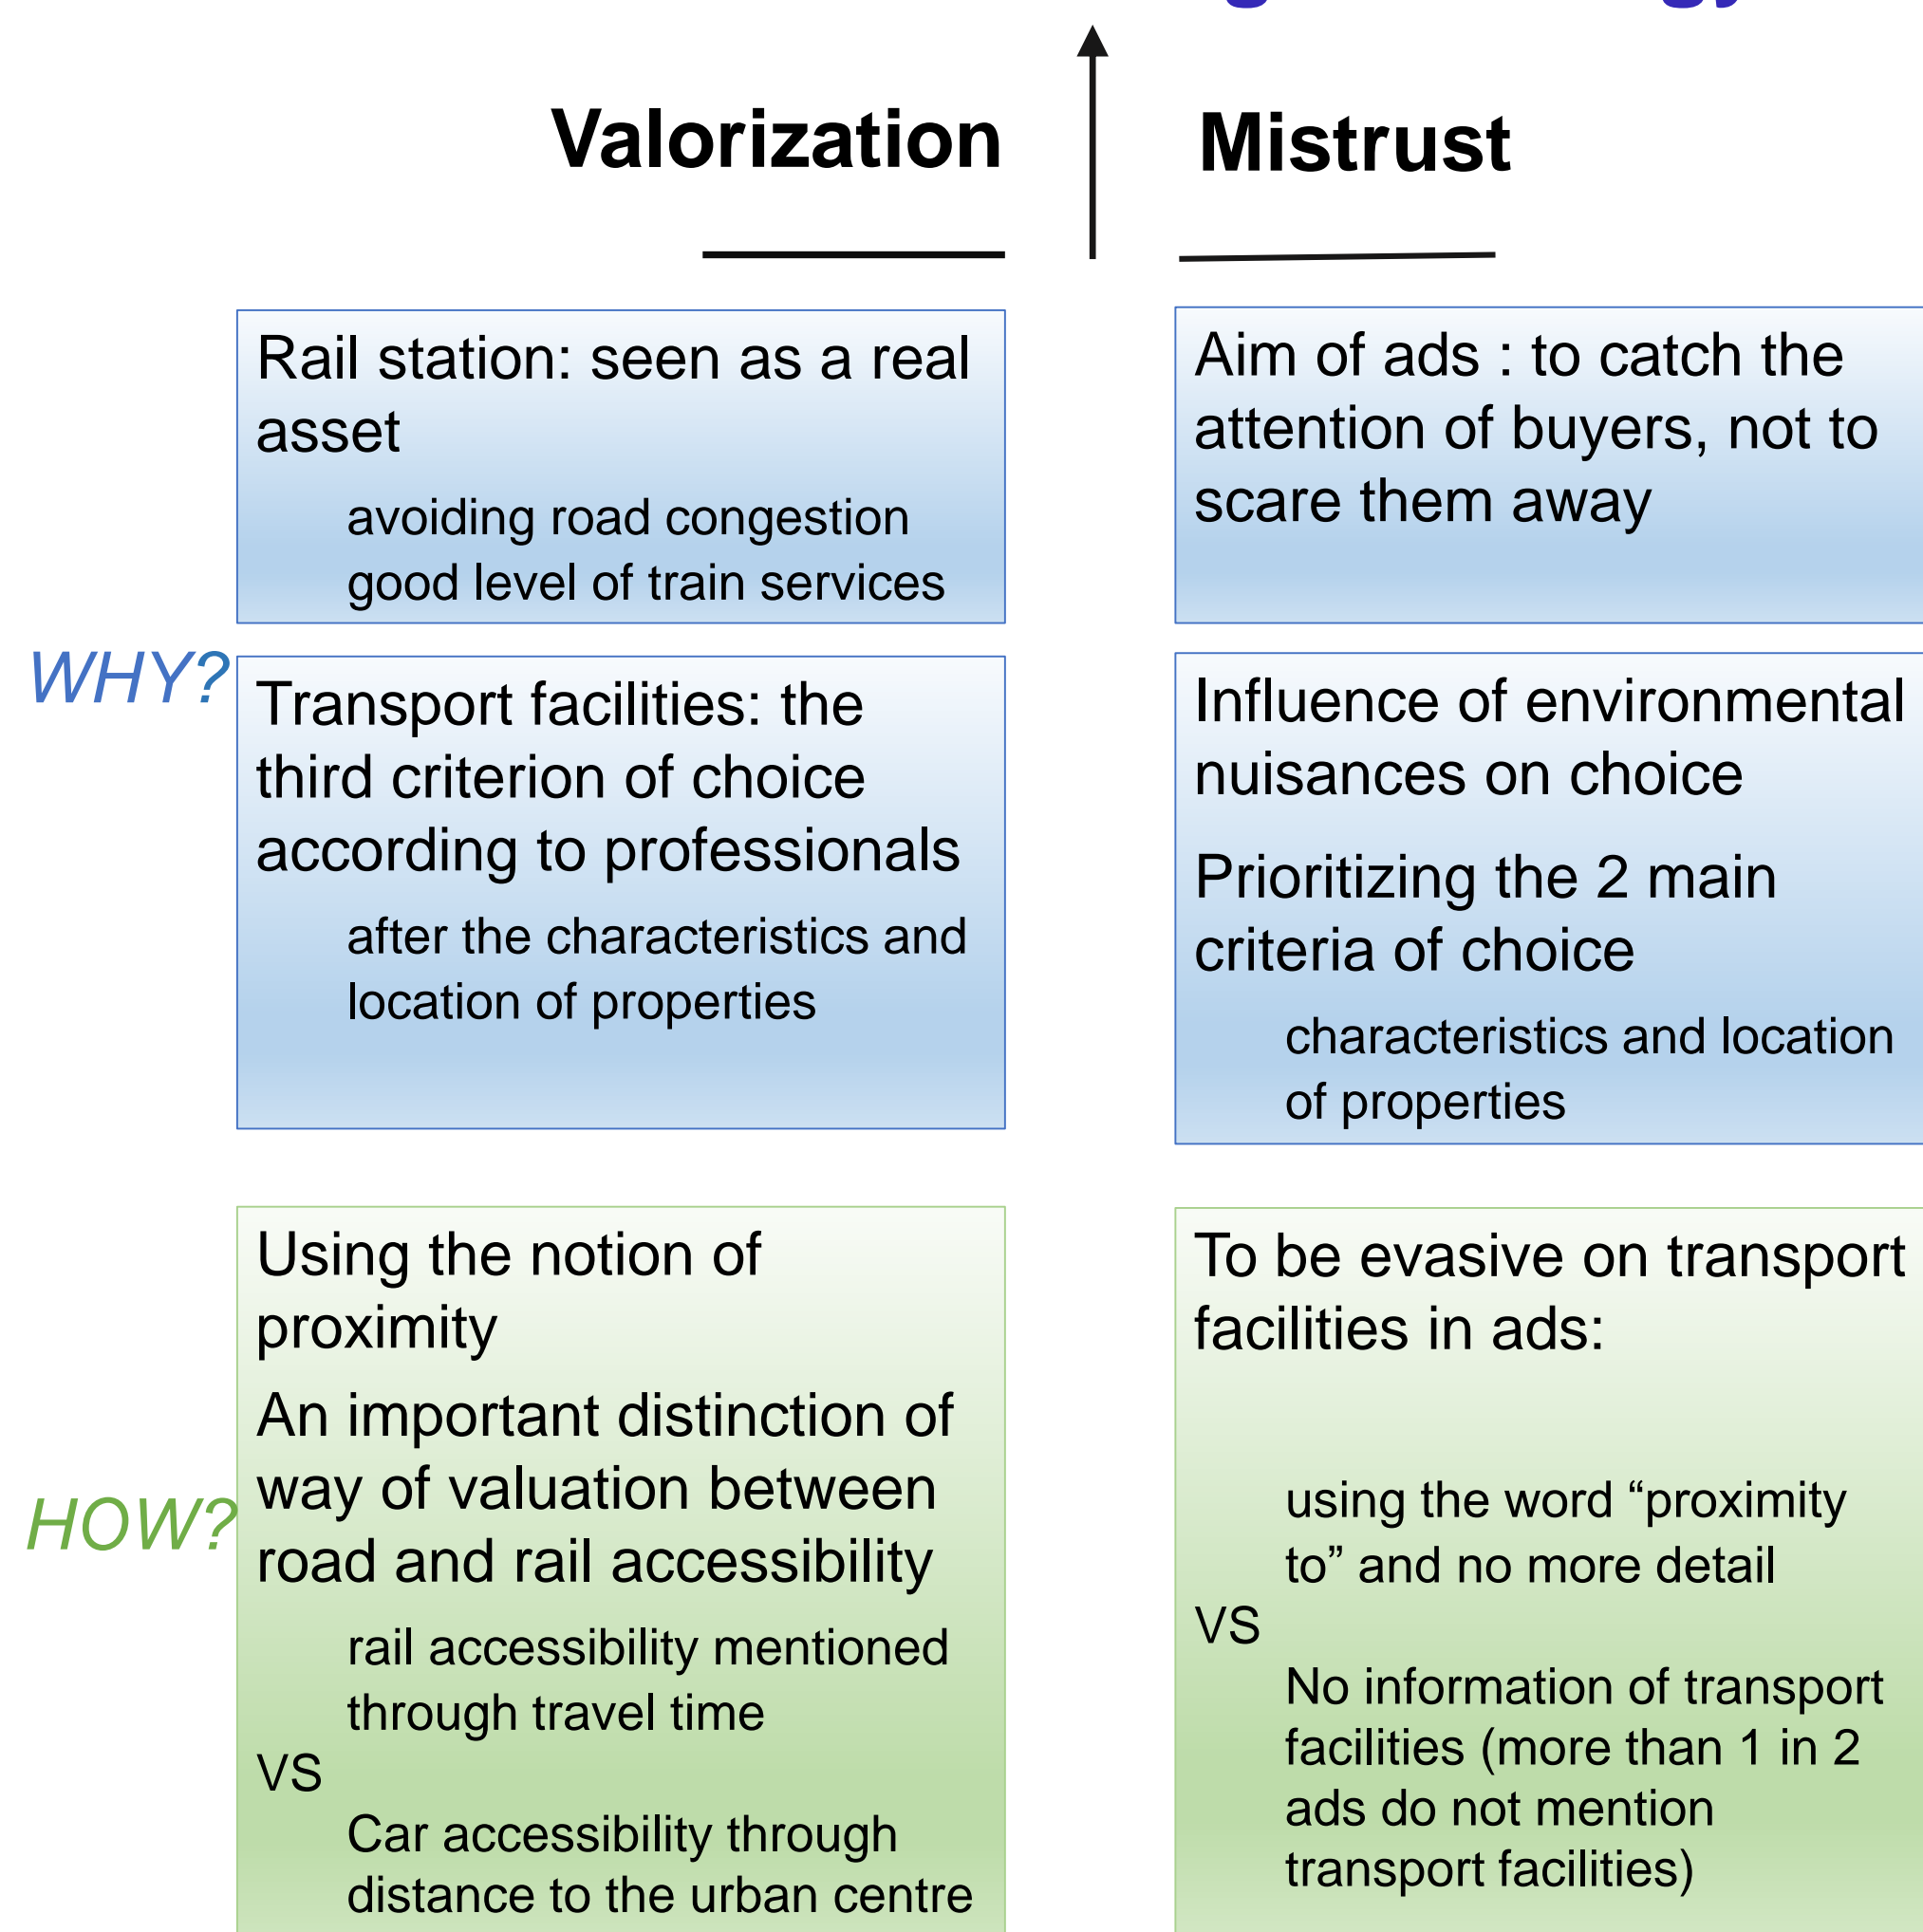 Valorization
Mistrust
Rail station: seen as a real
asset
avoiding road congestion
good level of train services
Aim of ads : to catch the
attention of buyers, not to
scare them away
WHY?
Transport facilities: the
third criterion of choice
according to professionals
after the characteristics and
location of properties
Influence of environmental
nuisances on choice
Prioritizing the 2 main
criteria of choice
characteristics and location
of properties
HOW?
Using the notion of
proximity
An important distinction of
way of valuation between
road and rail accessibility
rail accessibility mentioned
through travel time
VS
Car accessibility through
distance to the urban centre
To be evasive on transport
facilities in ads:
using the word “proximity
to” and no more detail
VS
No information of transport
facilities (more than 1 in 2
ads do not mention
transport facilities)